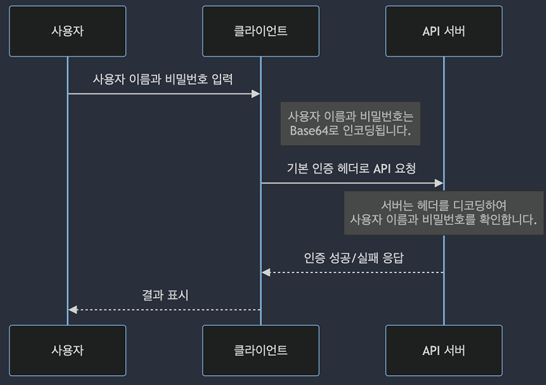 사용자
클라이언트
API 서버
사용자 이름과 비밀번호 입력
사용자 이름과 비밀번호는
Base64로 인코딩됩니다.
기본 인증 헤더로 API 요청
서버는 헤더를 디코딩하여
사용자 이름과 비밀번호를 확인합니다.
인증 성공/실패 응답
결과 표시
사용자
클라이언트
API 서버